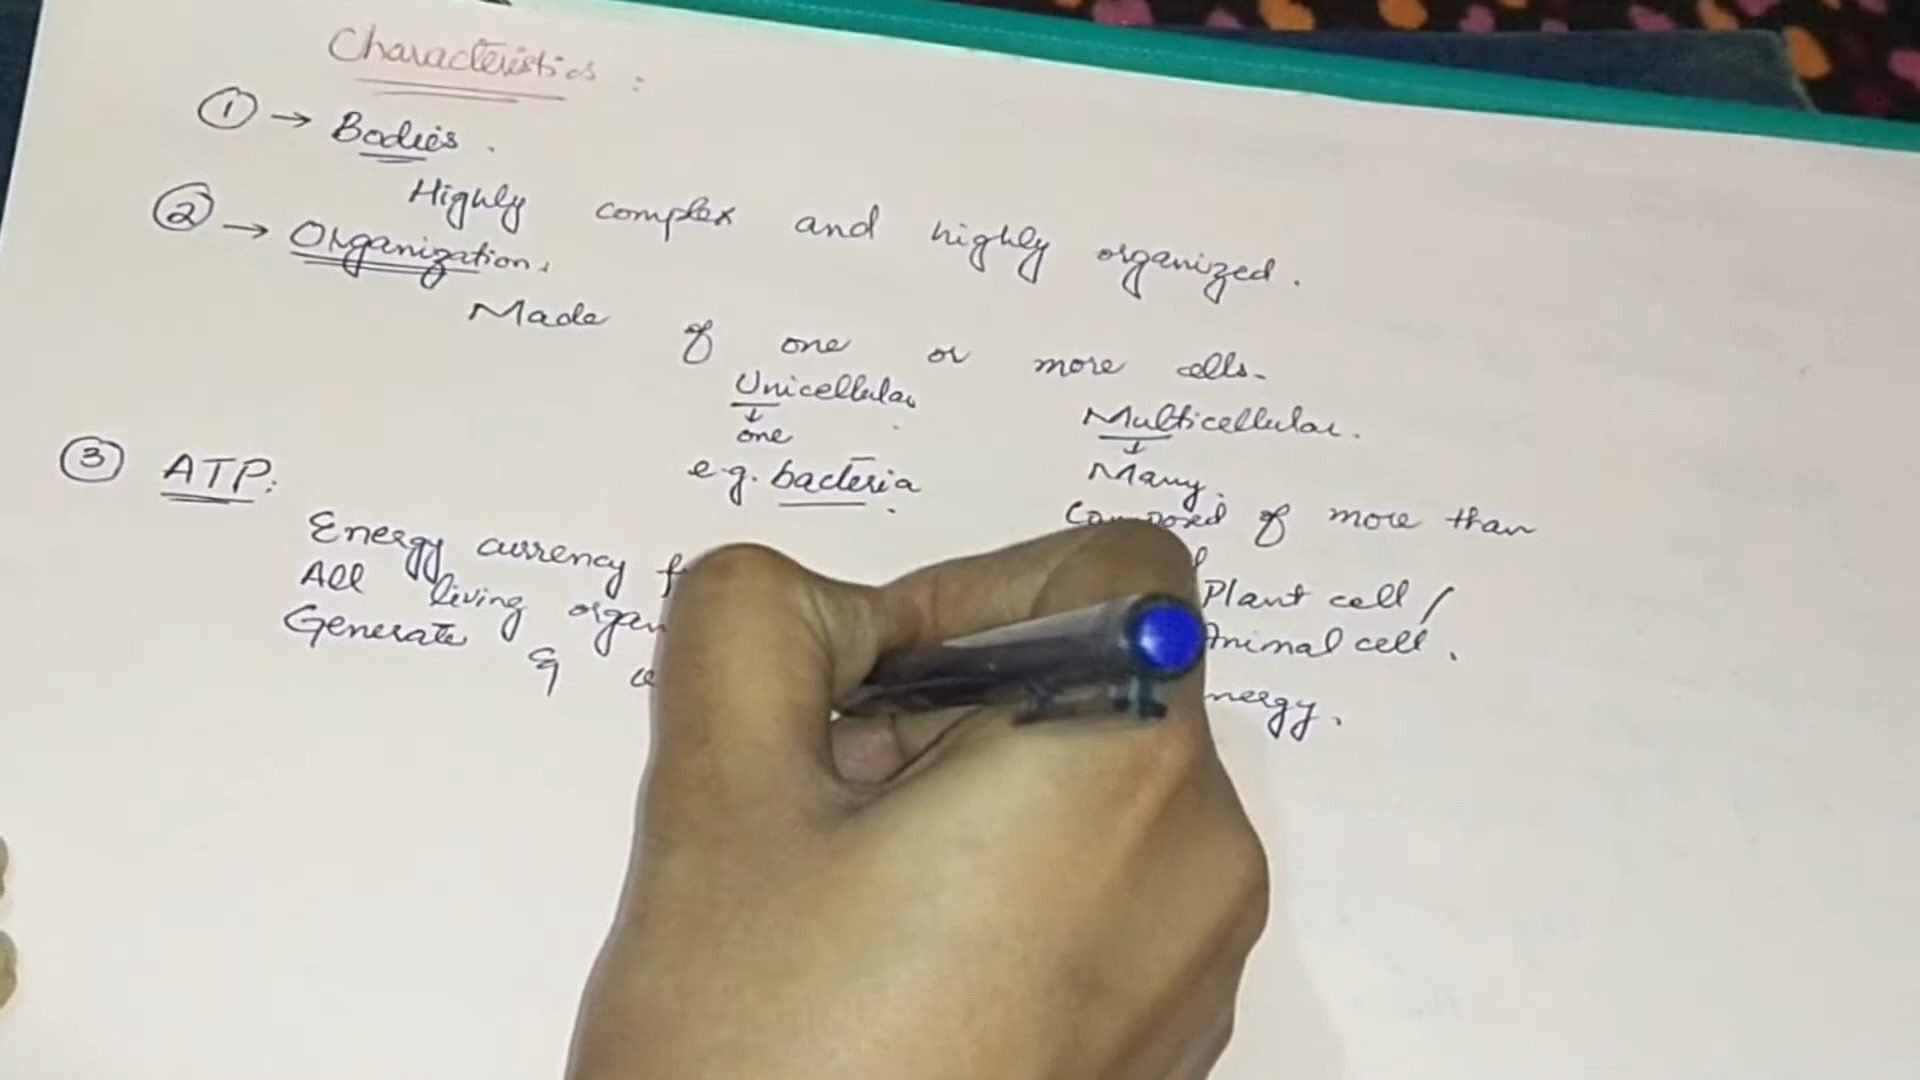 Characteristics :
① → Bodies .
Highly complex and highly organized .
② → Organization .
Made of one or more cells -
Unicellular Multicellular .
↓ ↓
one Many .
e.g. bacteria . Composed of more than
③ ATP :
Energy currency
All living Plant cell /
Generate & Animal cell .